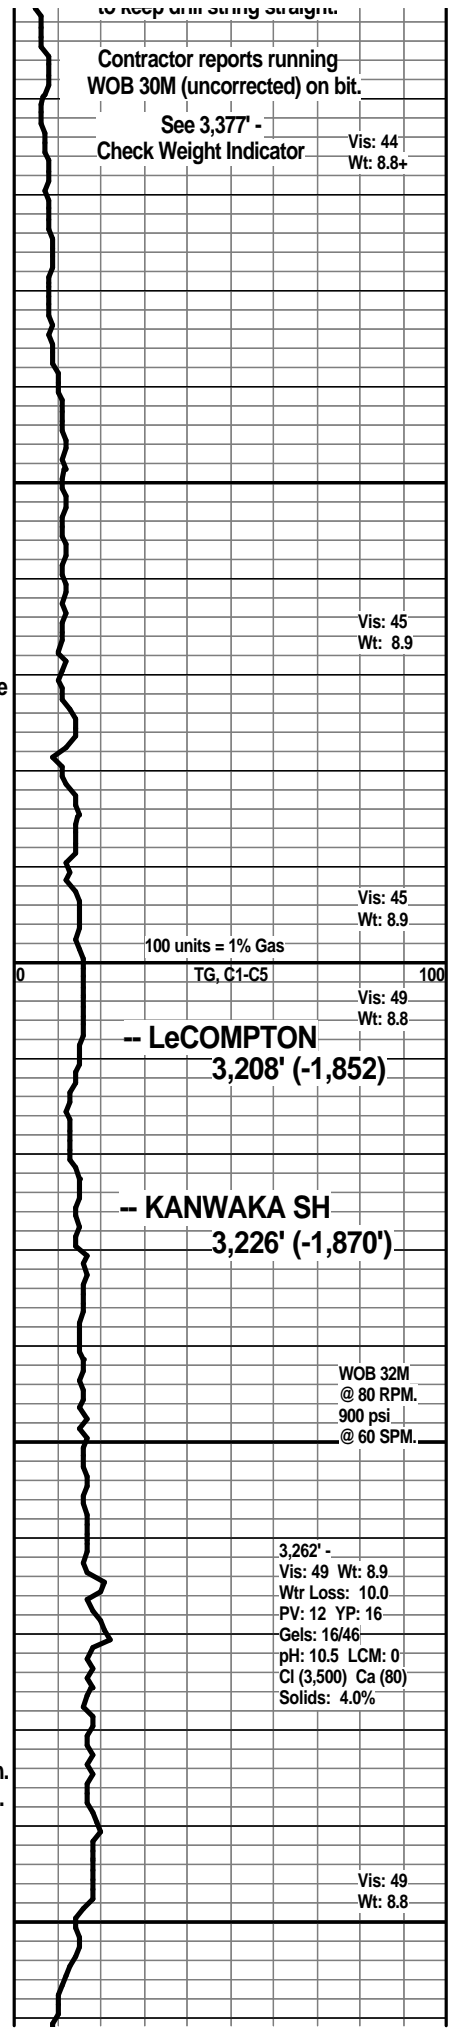 to keep drill string straight.
Contractor reports running
WOB 30M (uncorrected) on bit.
See 3,377' -
Check Weight Indicator
Vis: 44
Wt: 8.8+
Vis: 45
Wt: 8.9
e
Vis: 45
Wt: 8.9
100 units = 1% Gas
0 TG, C1-C5 100
Vis: 49
Wt: 8.8
-- LeCOMPTON
3,208' (-1,852)
-- KANWAKA SH
3,226' (-1,870')
WOB 32M
@ 80 RPM.
900 psi
@ 60 SPM.
3,262' -
Vis: 49 Wt: 8.9
Wtr Loss: 10.0
PV: 12 YP: 16
Gels: 16/46
pH: 10.5 LCM: 0
Cl (3,500) Ca (80)
Solids: 4.0%
Vis: 49
Wt: 8.8